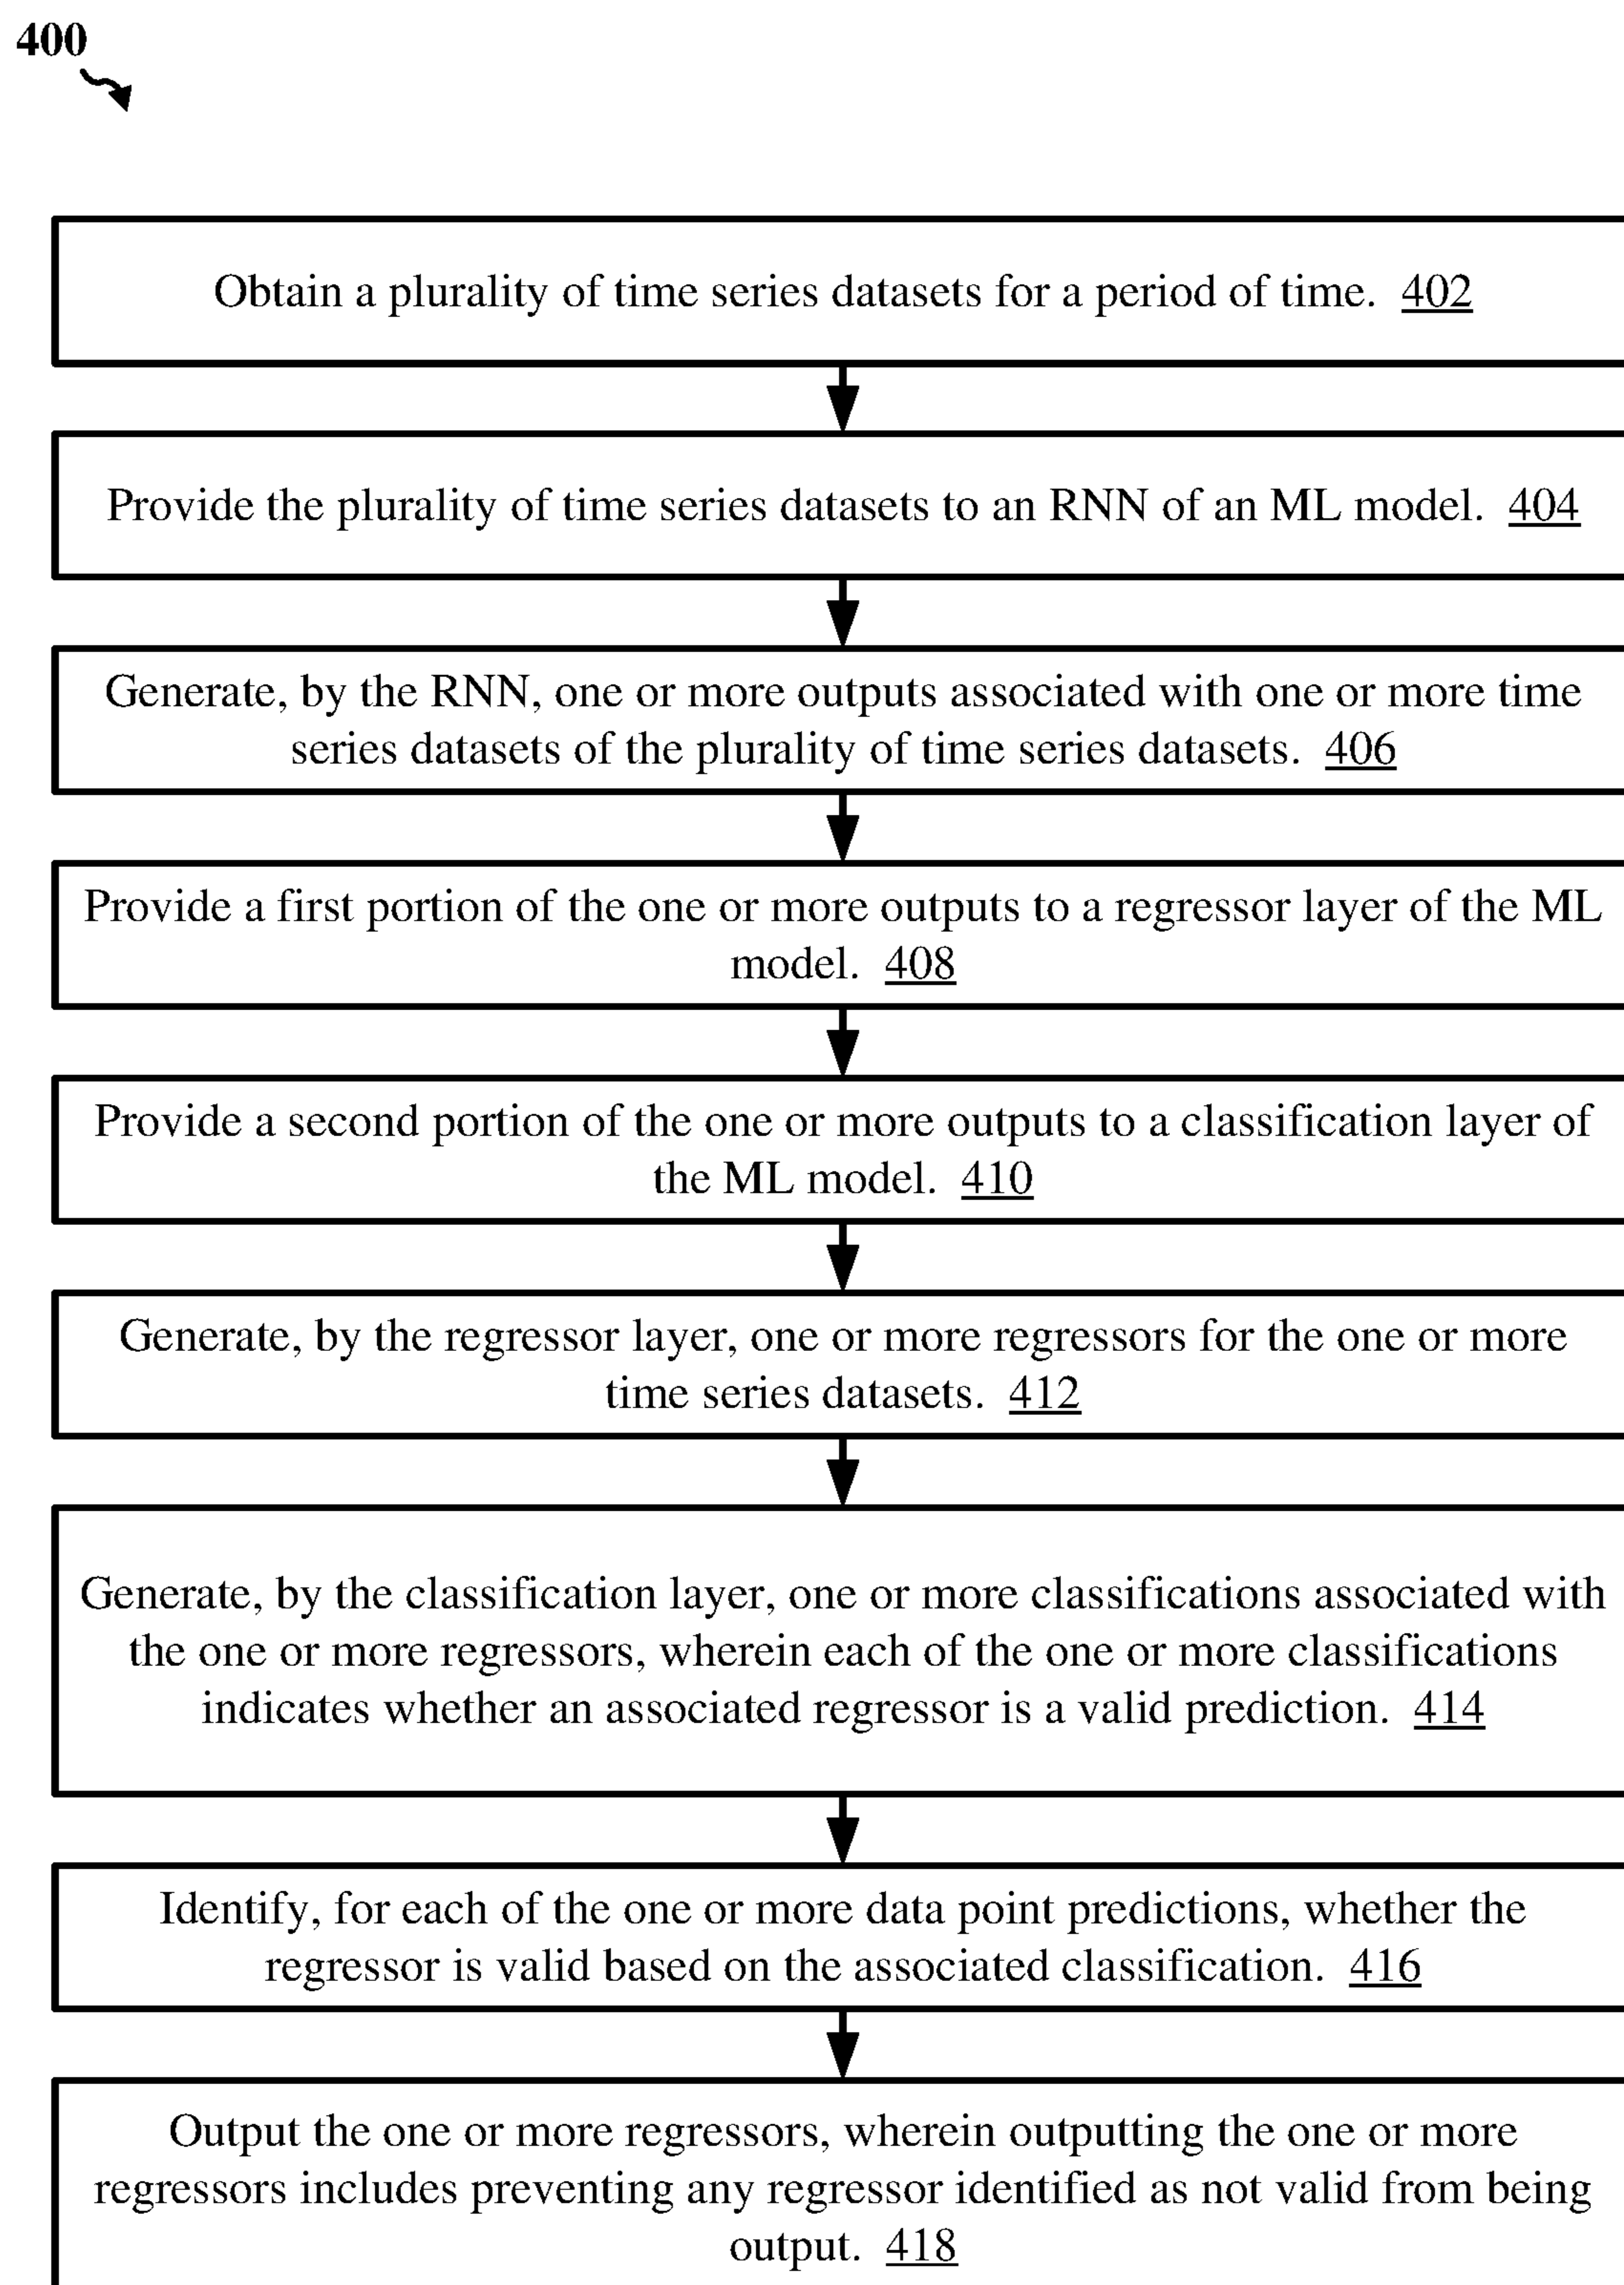 400
Obtain a plurality of time series datasets for a period of time. 402
Provide the plurality of time series datasets to an RNN of an ML model. 404
Generate, by the RNN, one or more outputs associated with one or more time
series datasets of the plurality of time series datasets. 406
Provide a first portion of the one or more outputs to a regressor layer of the ML
model. 408
Provide a second portion of the one or more outputs to a classification layer of
the ML model. 410
Generate, by the regressor layer, one or more regressors for the one or more
time series datasets. 412
Generate, by the classification layer, one or more classifications associated with
the one or more regressors, wherein each of the one or more classifications
indicates whether an associated regressor is a valid prediction. 414
Identify, for each of the one or more data point predictions, whether the
regressor is valid based on the associated classification. 416
Output the one or more regressors, wherein outputting the one or more
regressors includes preventing any regressor identified as not valid from being
output. 418